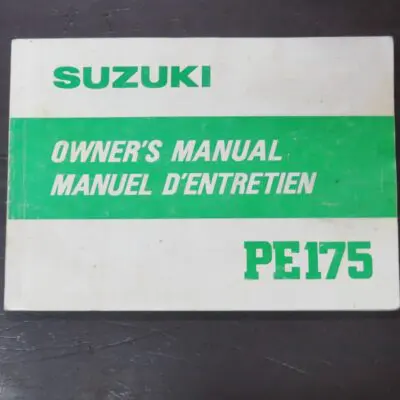 SUZUKI
OWNER'S MANUAL
MANUEL D'ENTRETIEN
PE175